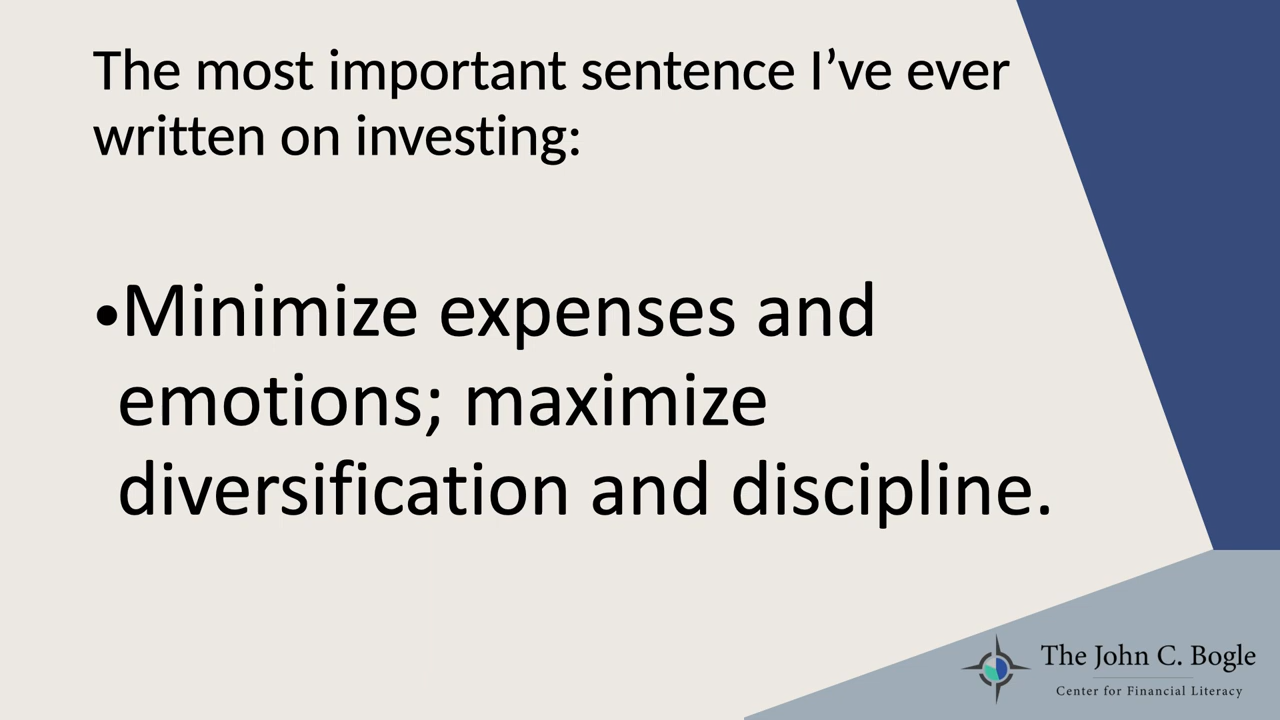 The most important sentence I’ve ever
written on investing:
•Minimize expenses and
emotions; maximize
diversification and discipline.
The John C. Bogle
Center for Financial Literacy